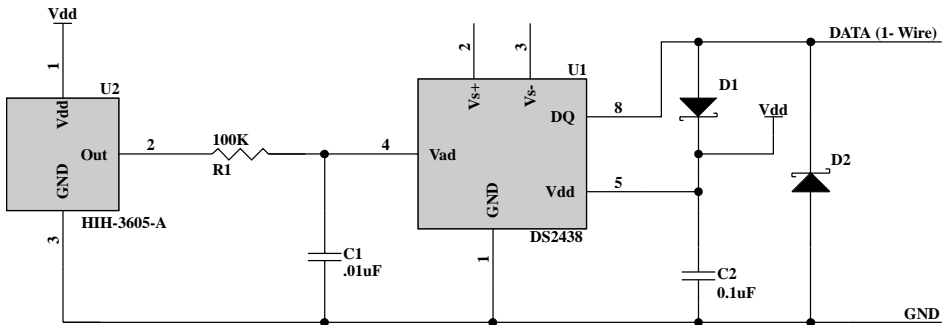 Vdd
DATA (1- Wire)
1
U2
2
3
U1
D1
Vdd
Vs+
Vs-
8
DQ
Vdd
100K
2
Out
4
Vad
D2
R1
GND
Vdd
5
GND
HIH-3605-A
DS2438
3
C1
.01uF
1
C2
0.1uF
GND